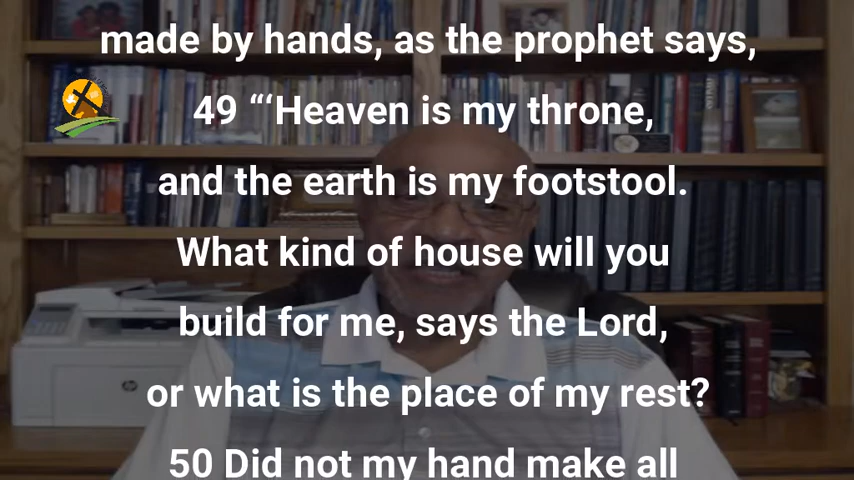 made by hands, as the prophet says,
49 “‘Heaven is my throne,
and the earth is my footstool.
What kind of house will you
build for me, says the Lord,
or what is the place of my rest?
50 Did not my hand make all